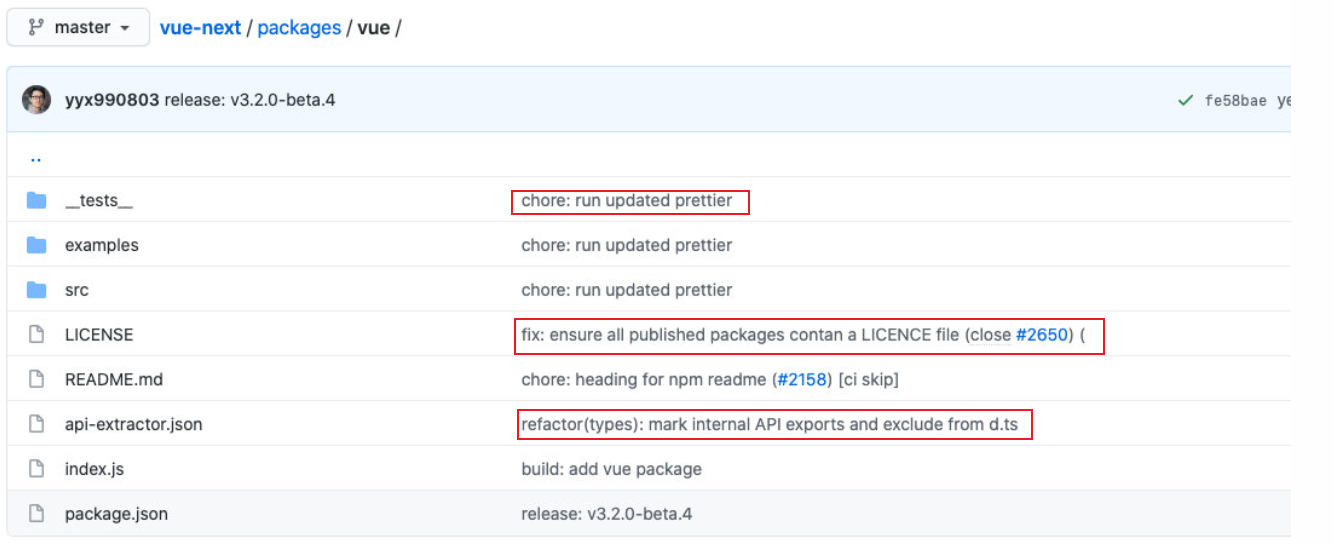 master vue-next / packages / vue /
yyx990803 release: v3.2.0-beta.4 fe58bae
..
__tests__ chore: run updated prettier
examples chore: run updated prettier
src chore: run updated prettier
LICENSE fix: ensure all published packages contan a LICENCE file (close #2650) (
README.md chore: heading for npm readme (#2158) [ci skip]
api-extractor.json refactor(types): mark internal API exports and exclude from d.ts
index.js build: add vue package
package.json release: v3.2.0-beta.4